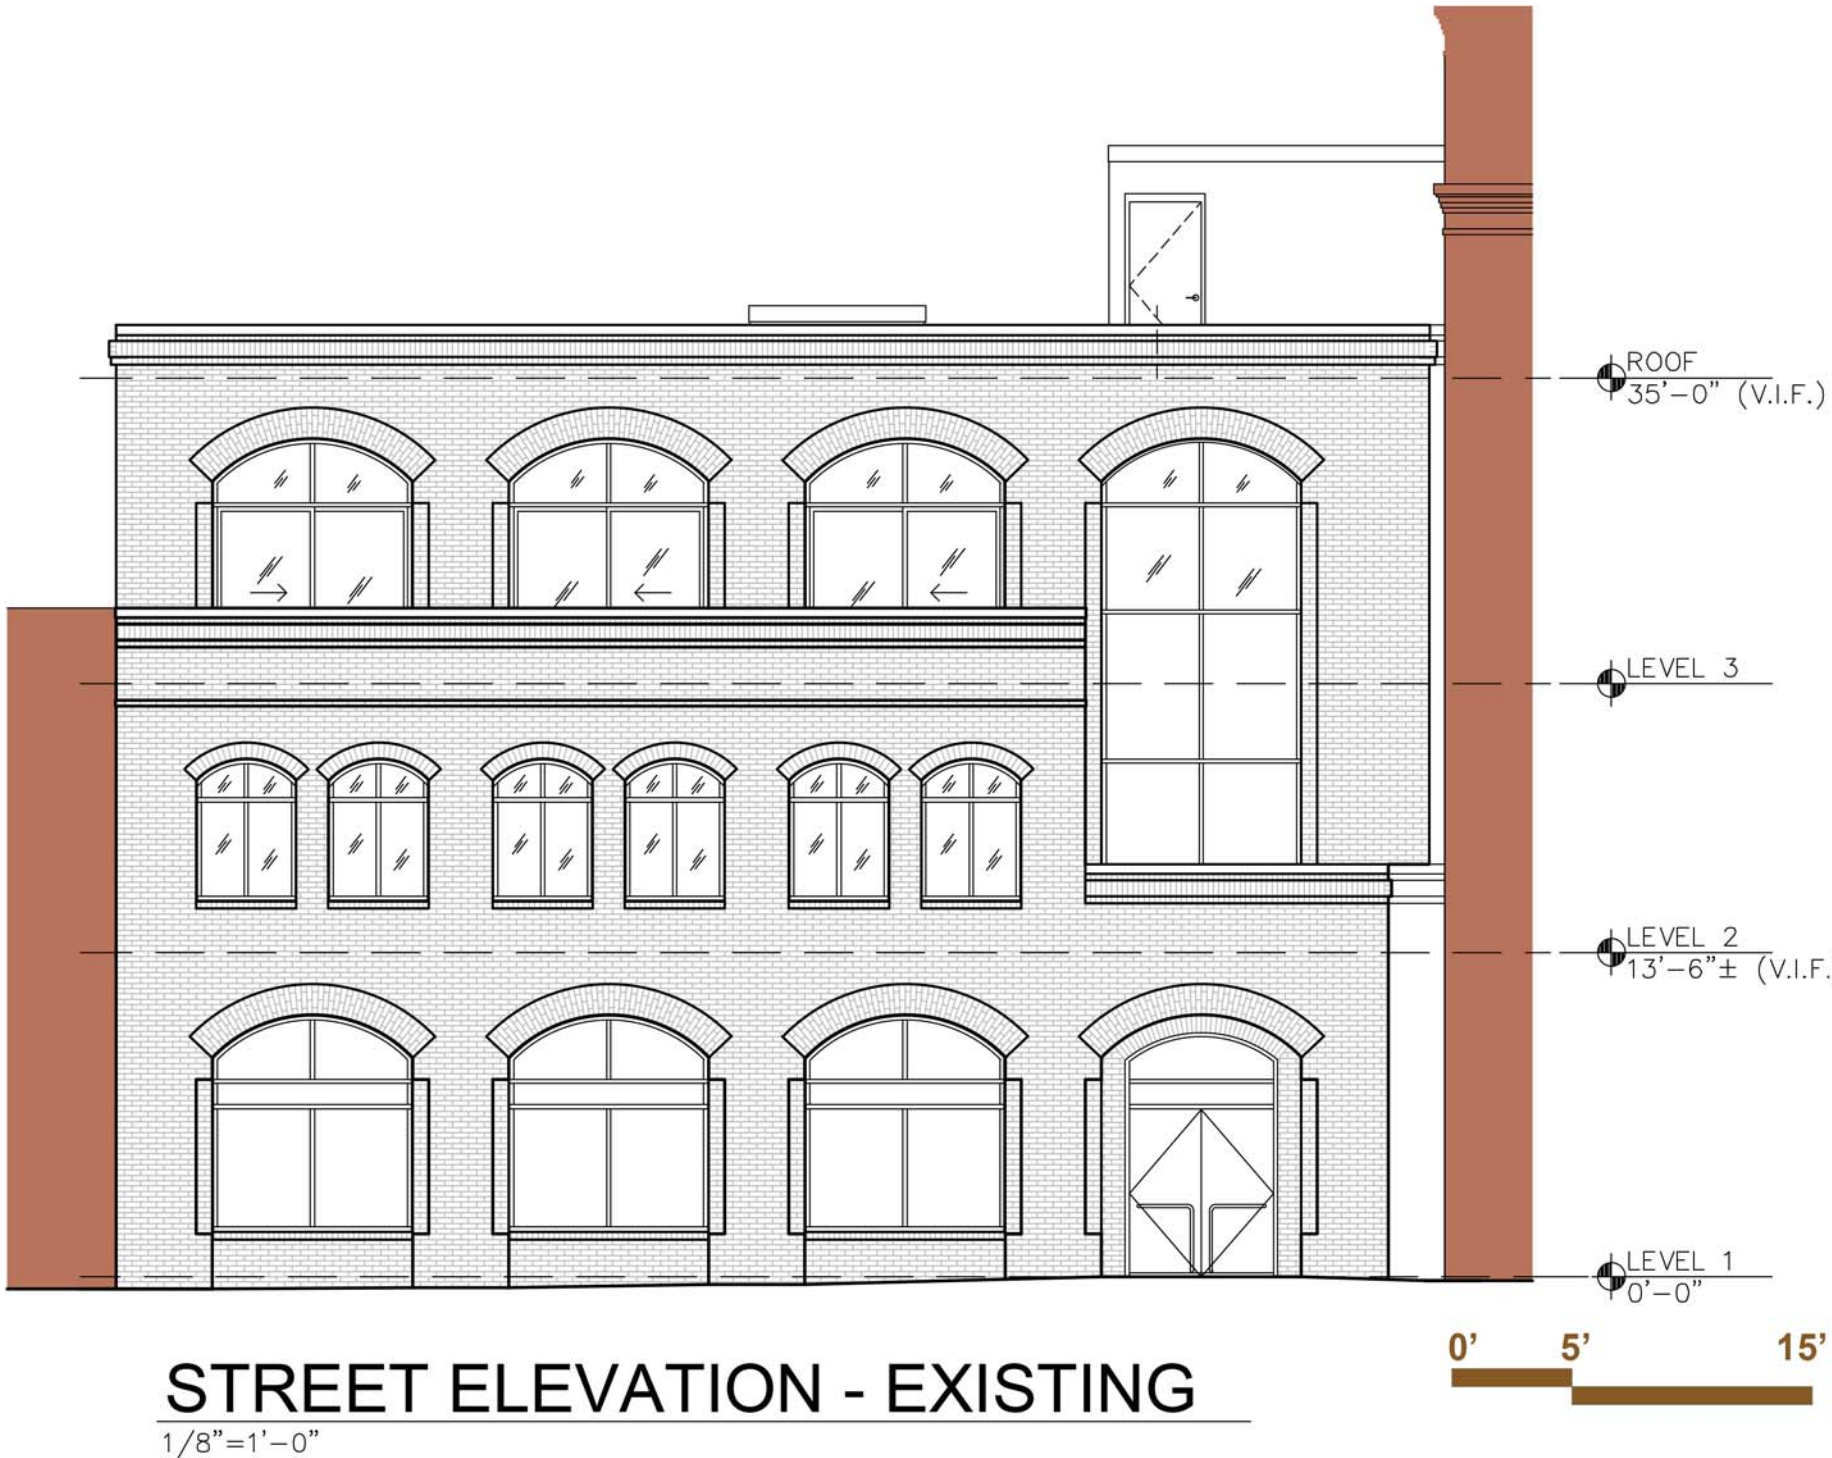 ROOF
35'-0" (V.I.F.)
LEVEL 3
LEVEL 2
13'-6"± (V.I.F.
LEVEL 1
0'-0"
0' 5' 15'
STREET ELEVATION - EXISTING
1/8"=1'-0"